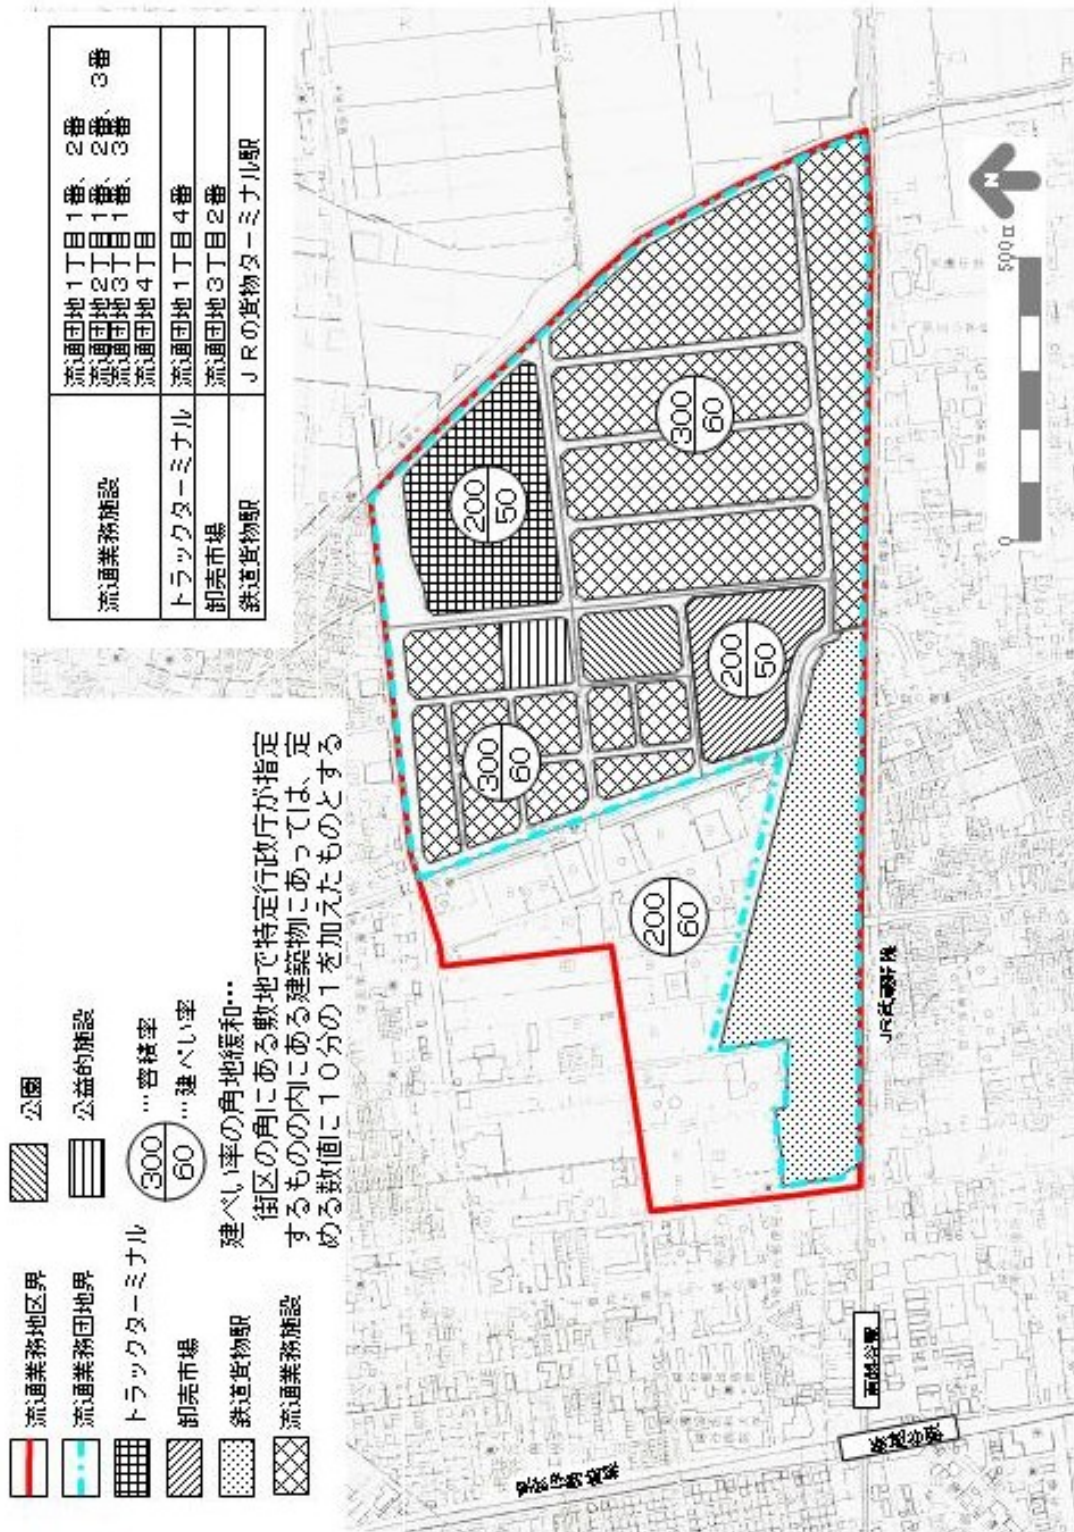 流通業務地区界
流通業務団地界
トラックターミナル
卸売市場
鉄道貨物駅
流通業務施設
公園
公益的施設
300 …容積率
60 …建ぺい率
建ぺい率の角地緩和…
街区の角にある敷地で特定行政庁が指定
するものの内にある建築物にあっては、定
める数値に10分の1を加えたものとする
流通業務施設
流通団地1丁目1番、2番
流通団地2丁目1番、2番、3番
流通団地3丁目1番、3番
流通団地4丁目
トラックターミナル 流通団地1丁目4番
卸売市場 流通団地3丁目2番
鉄道貨物駅 JRの貨物ターミナル駅
300
60
200
50
200
60
200
50
300
60
JR武蔵野線
南越谷駅
N
0
500m